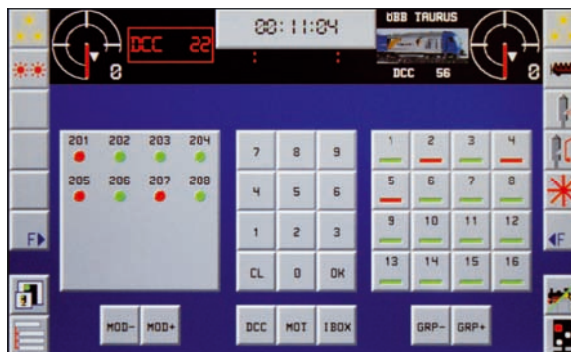 00:11:04
ÖBB TAURUS
DCC 22
0
DCC 56
0
201 202 203 204
205 206 207 208
7 8 9
4 5 6
1 2 3
CL 0 OK
1 2 3 4
5 6 7 8
9 10 11 12
13 14 15 16
F
F
MOD- MOD+
DCC MOT IBOX
GRP- GRP+